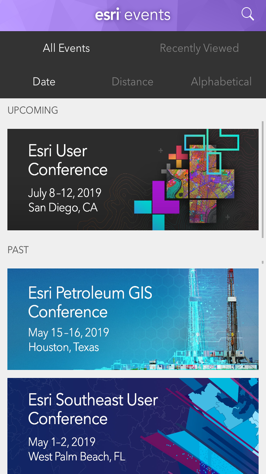 esri events
All Events
Recently Viewed
Date
Distance
Alphabetical
UPCOMING
Esri User
Conference
July 8–12, 2019
San Diego, CA
PAST
Esri Petroleum GIS
Conference
May 15–16, 2019
Houston, Texas
Esri Southeast User
Conference
May 1–2, 2019
West Palm Beach, FL